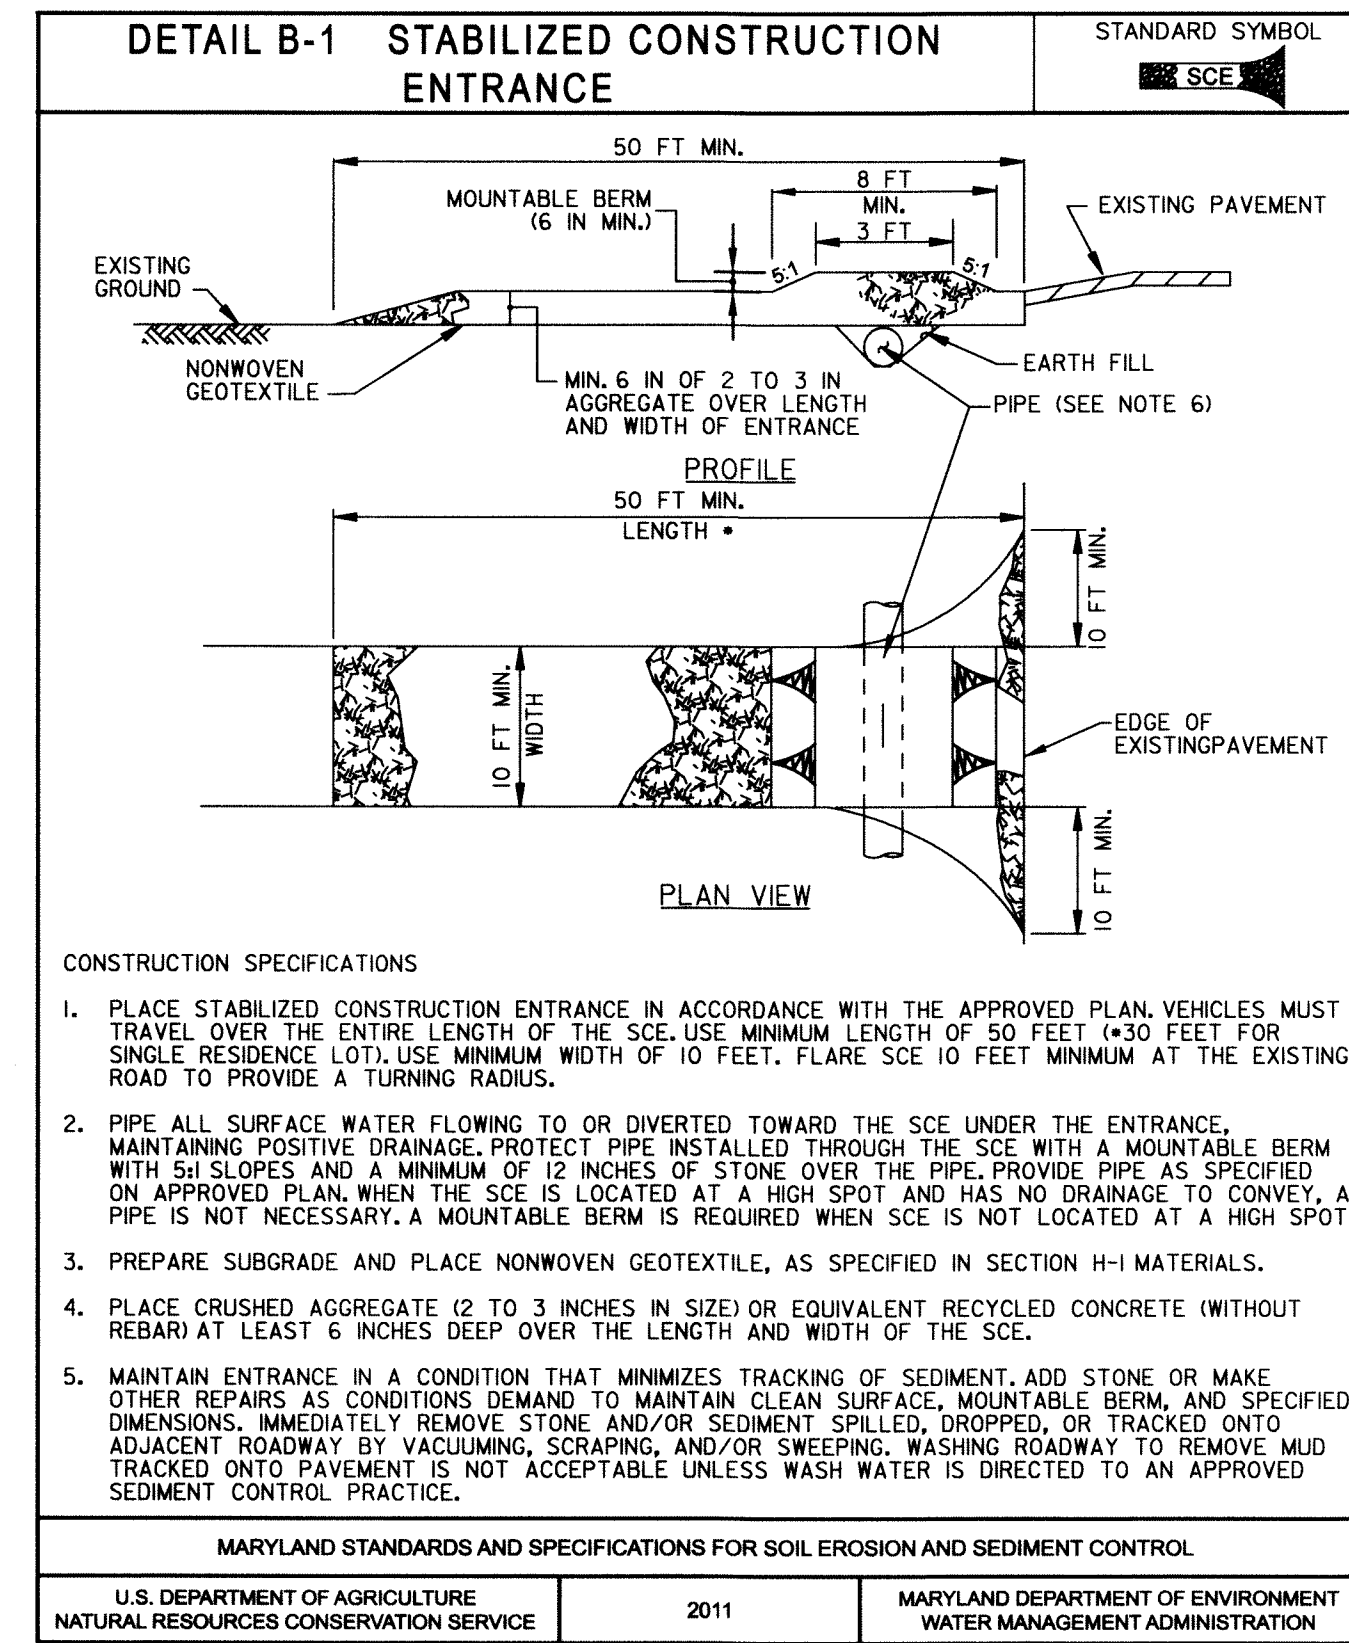 DETAIL B-1 STABILIZED CONSTRUCTION
ENTRANCE
STANDARD SYMBOL
SCE
50 FT MIN.
8 FT
MIN.
3 FT
MOUNTABLE BERM
(6 IN MIN.)
EXISTING PAVEMENT
5:1
5:1
EXISTING
GROUND
NONWOVEN
GEOTEXTILE
MIN. 6 IN OF 2 TO 3 IN
AGGREGATE OVER LENGTH
AND WIDTH OF ENTRANCE
EARTH FILL
PIPE (SEE NOTE 6)
PROFILE
50 FT MIN.
LENGTH *
10 FT MIN.
10 FT MIN.
WIDTH
EDGE OF
EXISTINGPAVEMENT
10 FT MIN.
PLAN VIEW
CONSTRUCTION SPECIFICATIONS
1. PLACE STABILIZED CONSTRUCTION ENTRANCE IN ACCORDANCE WITH THE APPROVED PLAN. VEHICLES MUST
TRAVEL OVER THE ENTIRE LENGTH OF THE SCE. USE MINIMUM LENGTH OF 50 FEET (*30 FEET FOR
SINGLE RESIDENCE LOT). USE MINIMUM WIDTH OF 10 FEET. FLARE SCE 10 FEET MINIMUM AT THE EXISTING
ROAD TO PROVIDE A TURNING RADIUS.
2. PIPE ALL SURFACE WATER FLOWING TO OR DIVERTED TOWARD THE SCE UNDER THE ENTRANCE,
MAINTAINING POSITIVE DRAINAGE. PROTECT PIPE INSTALLED THROUGH THE SCE WITH A MOUNTABLE BERM
WITH 5:1 SLOPES AND A MINIMUM OF 12 INCHES OF STONE OVER THE PIPE. PROVIDE PIPE AS SPECIFIED
ON APPROVED PLAN. WHEN THE SCE IS LOCATED AT A HIGH SPOT AND HAS NO DRAINAGE TO CONVEY, A
PIPE IS NOT NECESSARY. A MOUNTABLE BERM IS REQUIRED WHEN SCE IS NOT LOCATED AT A HIGH SPOT
3. PREPARE SUBGRADE AND PLACE NONWOVEN GEOTEXTILE, AS SPECIFIED IN SECTION H-1 MATERIALS.
4. PLACE CRUSHED AGGREGATE (2 TO 3 INCHES IN SIZE) OR EQUIVALENT RECYCLED CONCRETE (WITHOUT
REBAR) AT LEAST 6 INCHES DEEP OVER THE LENGTH AND WIDTH OF THE SCE.
5. MAINTAIN ENTRANCE IN A CONDITION THAT MINIMIZES TRACKING OF SEDIMENT. ADD STONE OR MAKE
OTHER REPAIRS AS CONDITIONS DEMAND TO MAINTAIN CLEAN SURFACE, MOUNTABLE BERM, AND SPECIFIED
DIMENSIONS. IMMEDIATELY REMOVE STONE AND/OR SEDIMENT SPILLED, DROPPED, OR TRACKED ONTO
ADJACENT ROADWAY BY VACUUMING, SCRAPING, AND/OR SWEEPING. WASHING ROADWAY TO REMOVE MUD
TRACKED ONTO PAVEMENT IS NOT ACCEPTABLE UNLESS WASH WATER IS DIRECTED TO AN APPROVED
SEDIMENT CONTROL PRACTICE.
MARYLAND STANDARDS AND SPECIFICATIONS FOR SOIL EROSION AND SEDIMENT CONTROL
U.S. DEPARTMENT OF AGRICULTURE
NATURAL RESOURCES CONSERVATION SERVICE
2011
MARYLAND DEPARTMENT OF ENVIRONMENT
WATER MANAGEMENT ADMINISTRATION